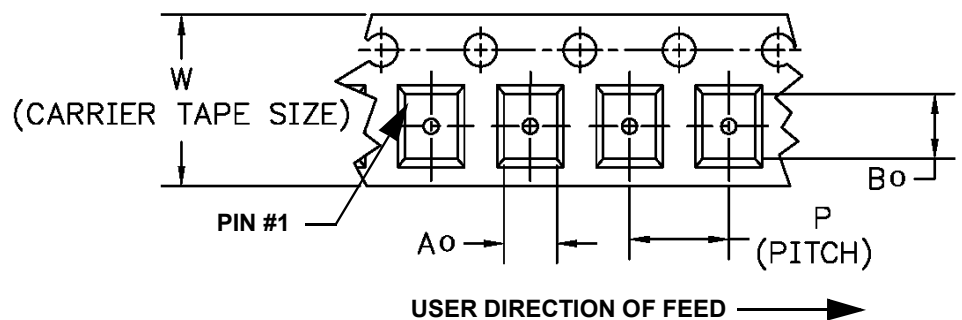 W
(CARRIER TAPE SIZE)
PIN #1
Ao
Bo
P
(PITCH)
USER DIRECTION OF FEED